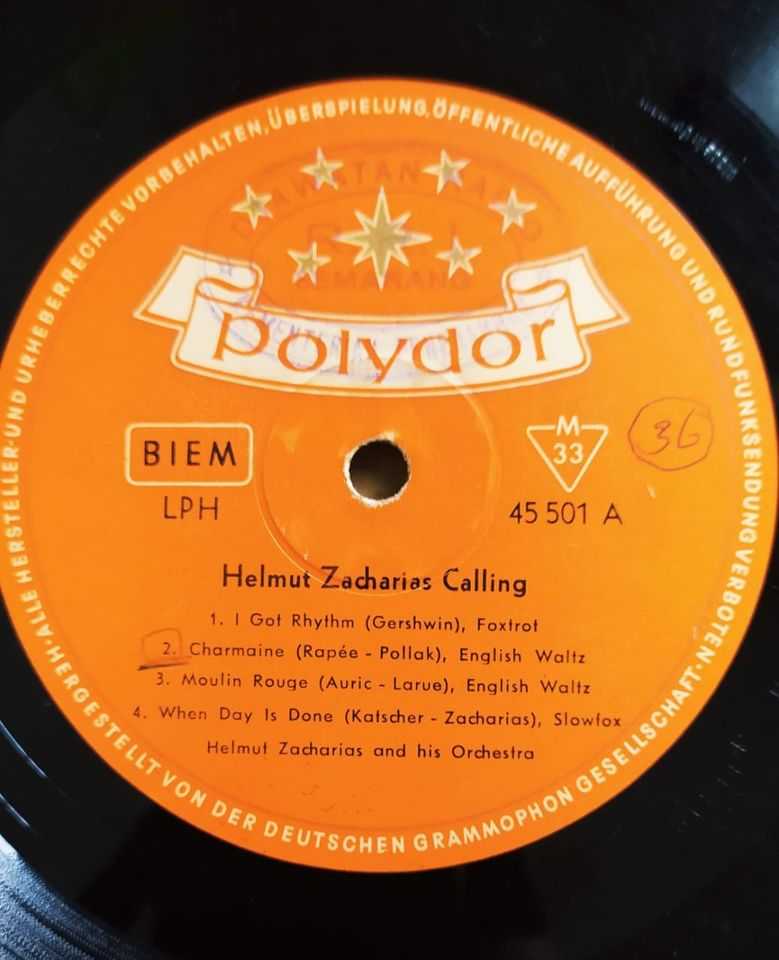 ALLE HERSTELLER- UND URHEBERRECHTE VORBEHALTEN, ÜBERSPIELUNG, ÖFFENTLICHE AUFFÜHRUNG UND RUNDFUNKSENDUNG VERBOTEN
SEMARANG
polydor
BIEM
M
33
36
LPH
45 501 A
Helmut Zacharias Calling
1. I Got Rhythm (Gershwin), Foxtrot
2. Charmaine (Rapée - Pollak), English Waltz
3. Moulin Rouge (Auric - Larue), English Waltz
4. When Day Is Done (Katscher - Zacharias), Slowfox
Helmut Zacharias and his Orchestra
HERGESTELLT VON DER DEUTSCHEN GRAMMOPHON GESELLSCHAFT